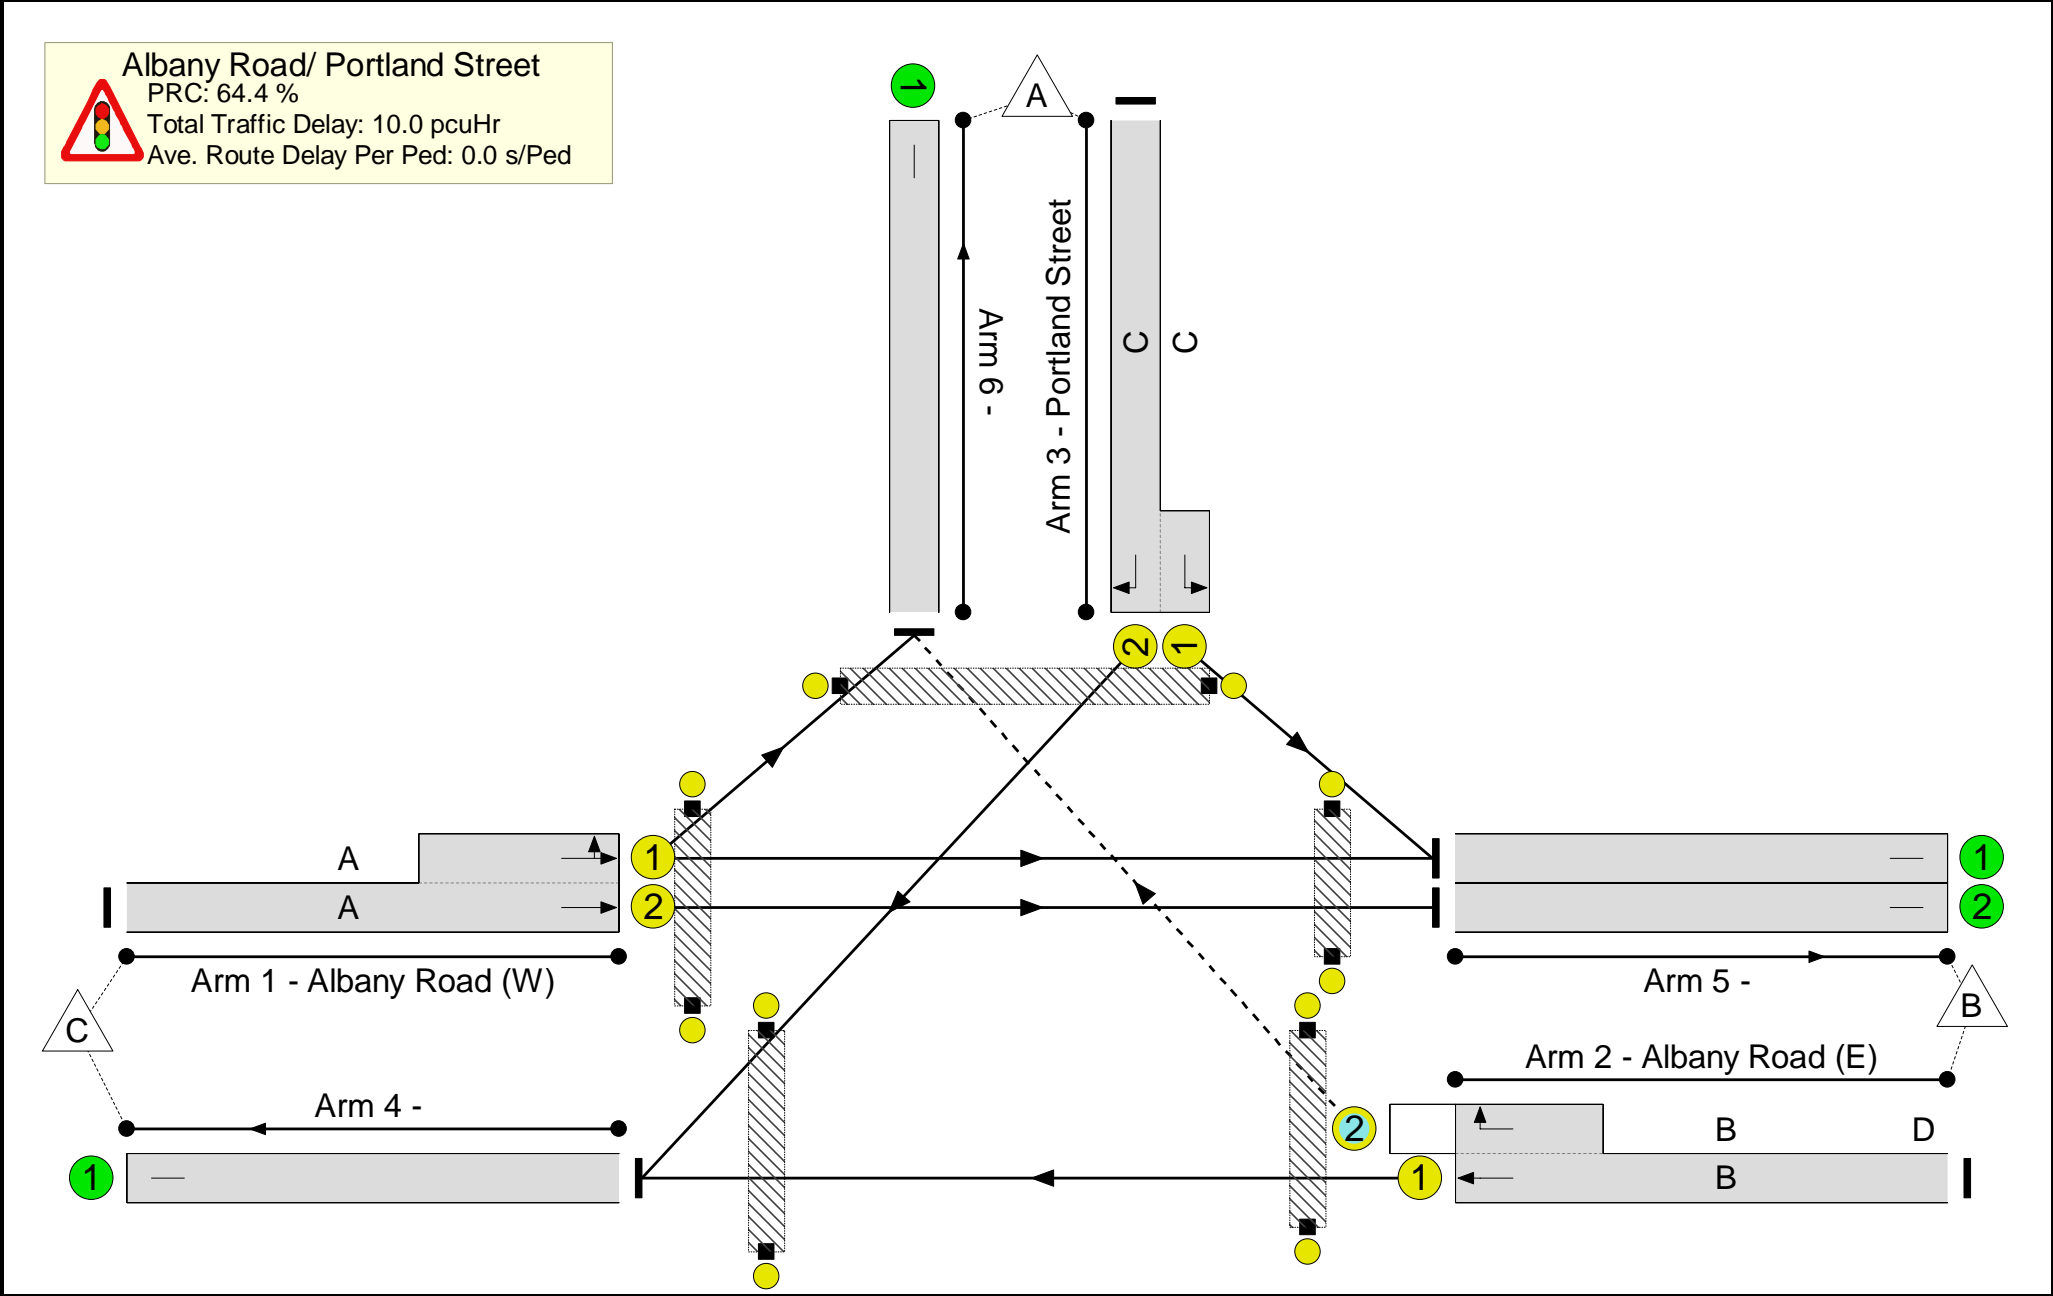 Albany Road/ Portland Street
PRC: 64.4 %
Total Traffic Delay: 10.0 pcuHr
Ave. Route Delay Per Ped: 0.0 s/Ped
1
A
Arm 6 -
Arm 3 - Portland Street
C
C
2
1
A
1
1
A
2
2
Arm 1 - Albany Road (W)
Arm 5 -
C
B
Arm 2 - Albany Road (E)
Arm 4 -
2
B
D
1
1
B